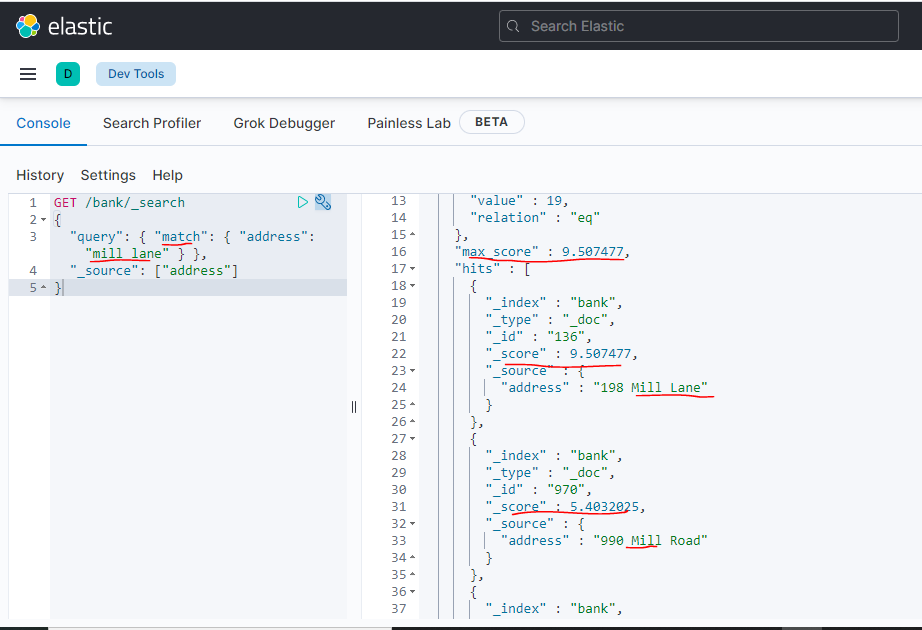 elastic
Search Elastic
D
Dev Tools
Console
Search Profiler
Grok Debugger
Painless Lab
BETA
History
Settings
Help
1 GET /bank/_search
2 {
3 "query": { "match": { "address":
"mill lane" } },
4 "_source": ["address"]
5 }
13 "value" : 19,
14 "relation" : "eq"
15 },
16 "max_score" : 9.507477,
17 "hits" : [
18 {
19 "_index" : "bank",
20 "_type" : "_doc",
21 "_id" : "136",
22 "_score" : 9.507477,
23 "_source" : {
24 "address" : "198 Mill Lane"
25 }
26 },
27 {
28 "_index" : "bank",
29 "_type" : "_doc",
30 "_id" : "970",
31 "_score" : 5.4032025,
32 "_source" : {
33 "address" : "990 Mill Road"
34 }
35 },
36 {
37 "_index" : "bank",